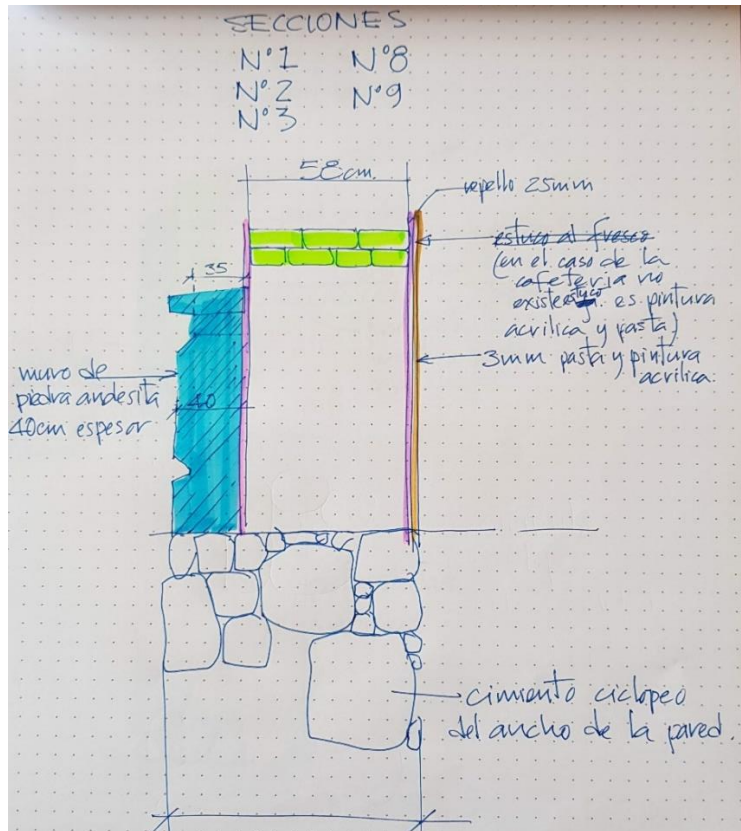 SECCIONES
N°1 N°8
N°2 N°9
N°3
58cm.
repello 25mm
estuco al fresco
(en el caso de la
cafetería no
existe estuco es pintura
acrilica y pasta)
3mm pasta y pintura
acrilica.
35
muro de
piedra andesita
40cm espesor
40
cimiento ciclopeo
del ancho de la pared.